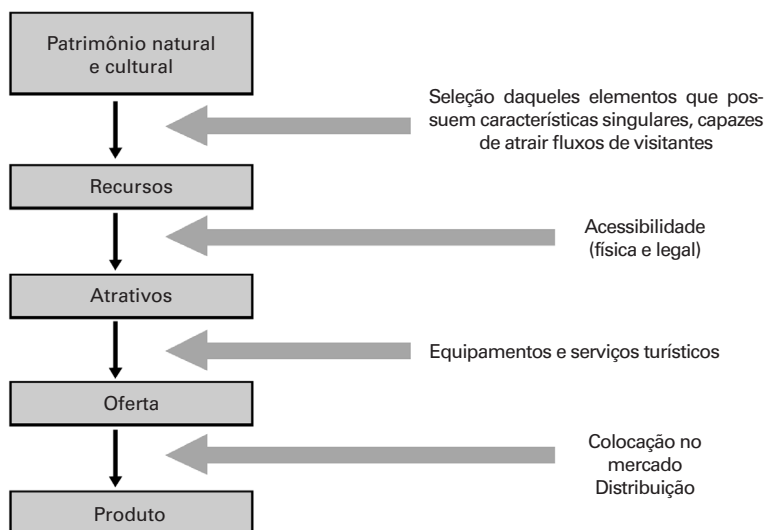 Patrimônio natural
e cultural
Seleção daqueles elementos que pos-
suem características singulares, capazes
de atrair fluxos de visitantes
Recursos
Acessibilidade
(física e legal)
Atrativos
Equipamentos e serviços turísticos
Oferta
Colocação no
mercado
Distribuição
Produto